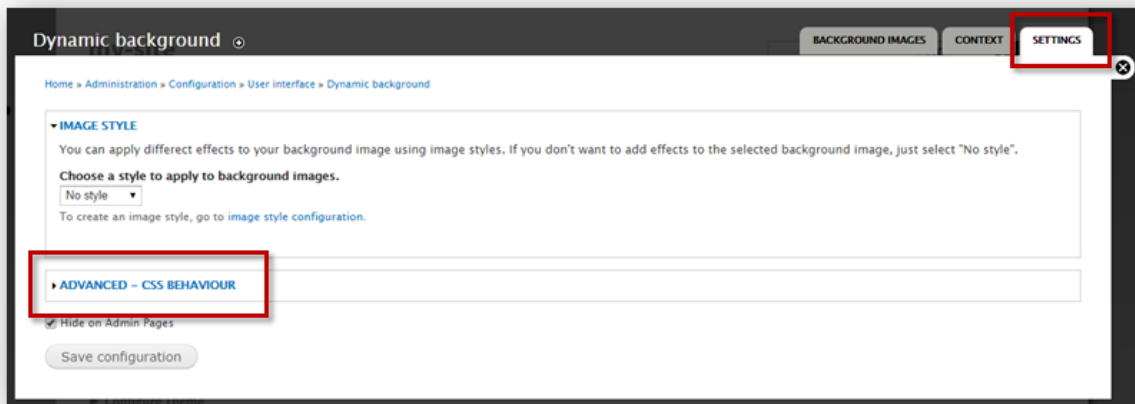 Dynamic background
BACKGROUND IMAGES
CONTEXT
SETTINGS
Home » Administration » Configuration » User interface » Dynamic background
IMAGE STYLE
You can apply differect effects to your background image using image styles. If you don't want to add effects to the selected background image, just select "No style".
Choose a style to apply to background images.
No style
To create an image style, go to image style configuration.
ADVANCED – CSS BEHAVIOUR
Hide on Admin Pages
Save configuration
Configure Theme